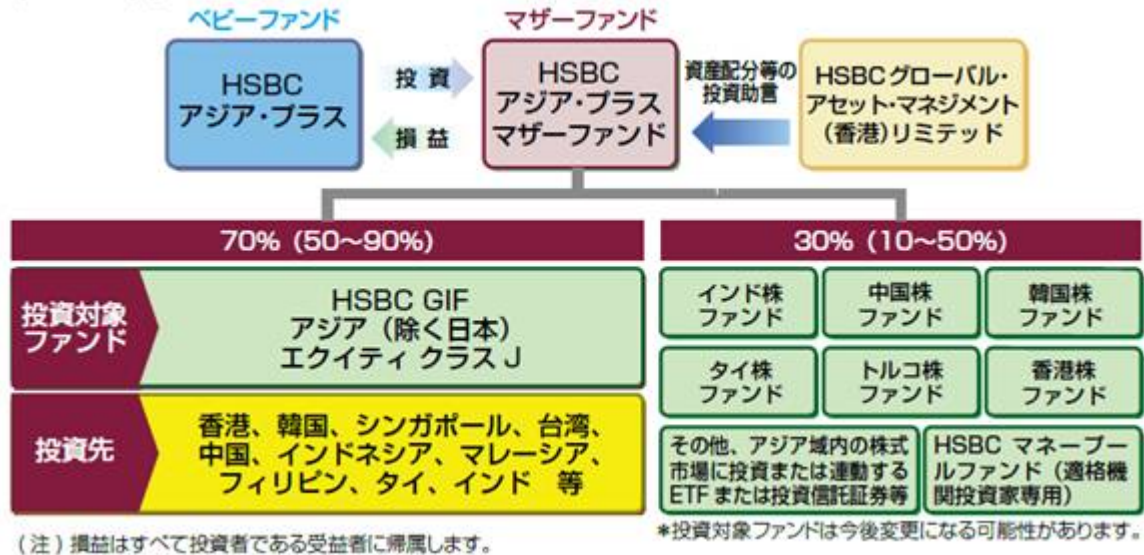 ベビーファンド
マザーファンド
HSBC
アジア・プラス
投 資
損 益
HSBC
アジア・プラス
マザーファンド
資産配分等の
投資助言
HSBCグローバル・
アセット・マネジメント
(香港)リミテッド
70% (50〜90%)
投資対象
ファンド
HSBC GIF
アジア（除く日本）
エクイティ クラス J
投資先
香港、韓国、シンガポール、台湾、
中国、インドネシア、マレーシア、
フィリピン、タイ、インド 等
30% (10〜50%)
インド株
ファンド
中国株
ファンド
韓国株
ファンド
タイ株
ファンド
トルコ株
ファンド
香港株
ファンド
その他、アジア域内の株式
市場に投資または連動する
ETFまたは投資信託証券等
HSBC マネープー
ルファンド（適格機
関投資家専用）
(注) 損益はすべて投資者である受益者に帰属します。
*投資対象ファンドは今後変更になる可能性があります。